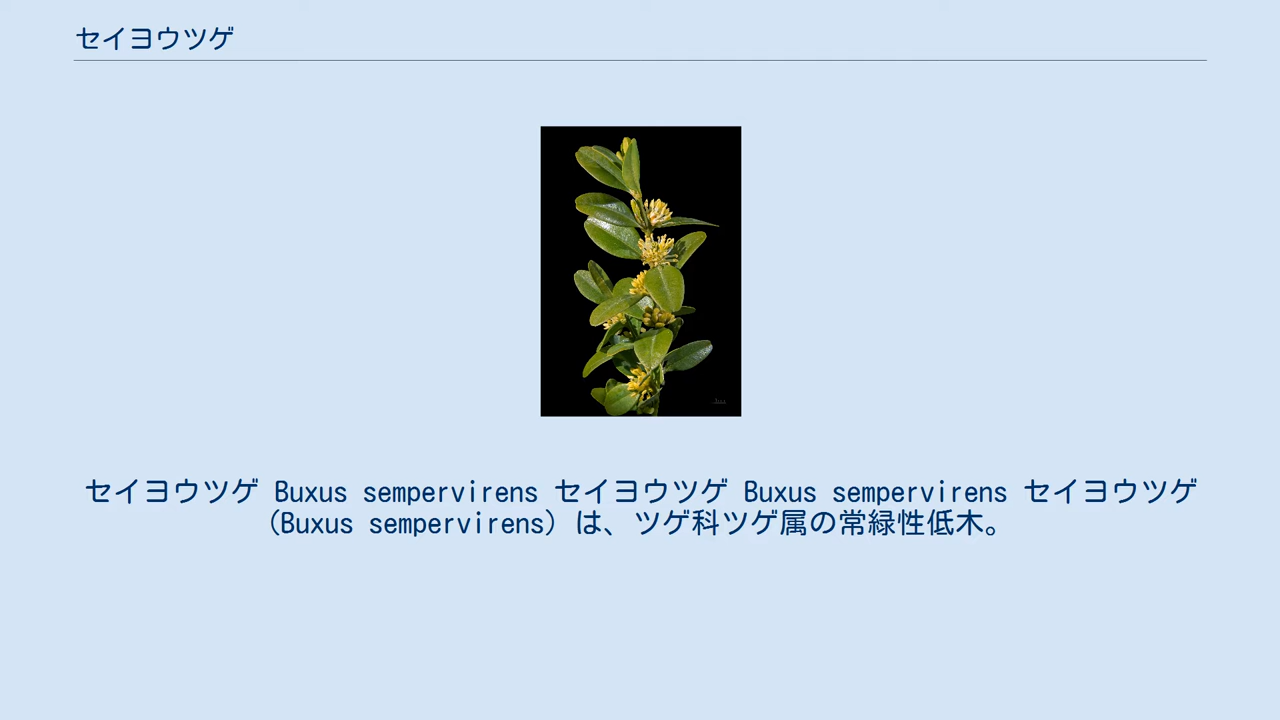 セイヨウツゲ
セイヨウツゲ Buxus sempervirens セイヨウツゲ Buxus sempervirens セイヨウツゲ
(Buxus sempervirens) は、ツゲ科ツゲ属の常緑性低木。